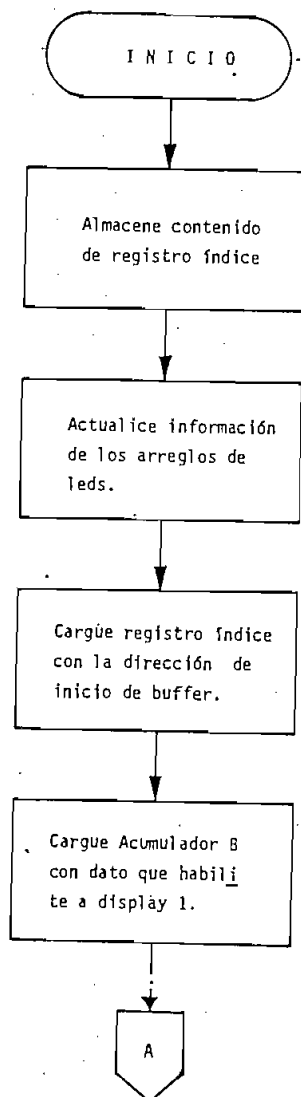 INICIO
Almacene contenido
de registro índice
Actualice información
de los arreglos de
leds.
Cargue registro índice
con la dirección de
inicio de buffer.
Cargue Acumulador B
con dato que habili
te a display 1.
A